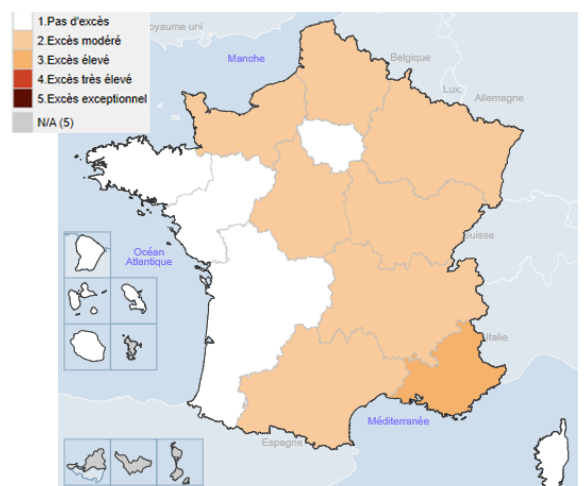 1.Pas d'excès
2.Excès modéré
3.Excès élevé
4.Excès très élevé
5.Excès exceptionnel
N/A (5)
oyaume uni
Manche
Belgique
Lux.
Allemagne
Suisse
Océan
Atlantique
Italie
Méditerranée
Espagne